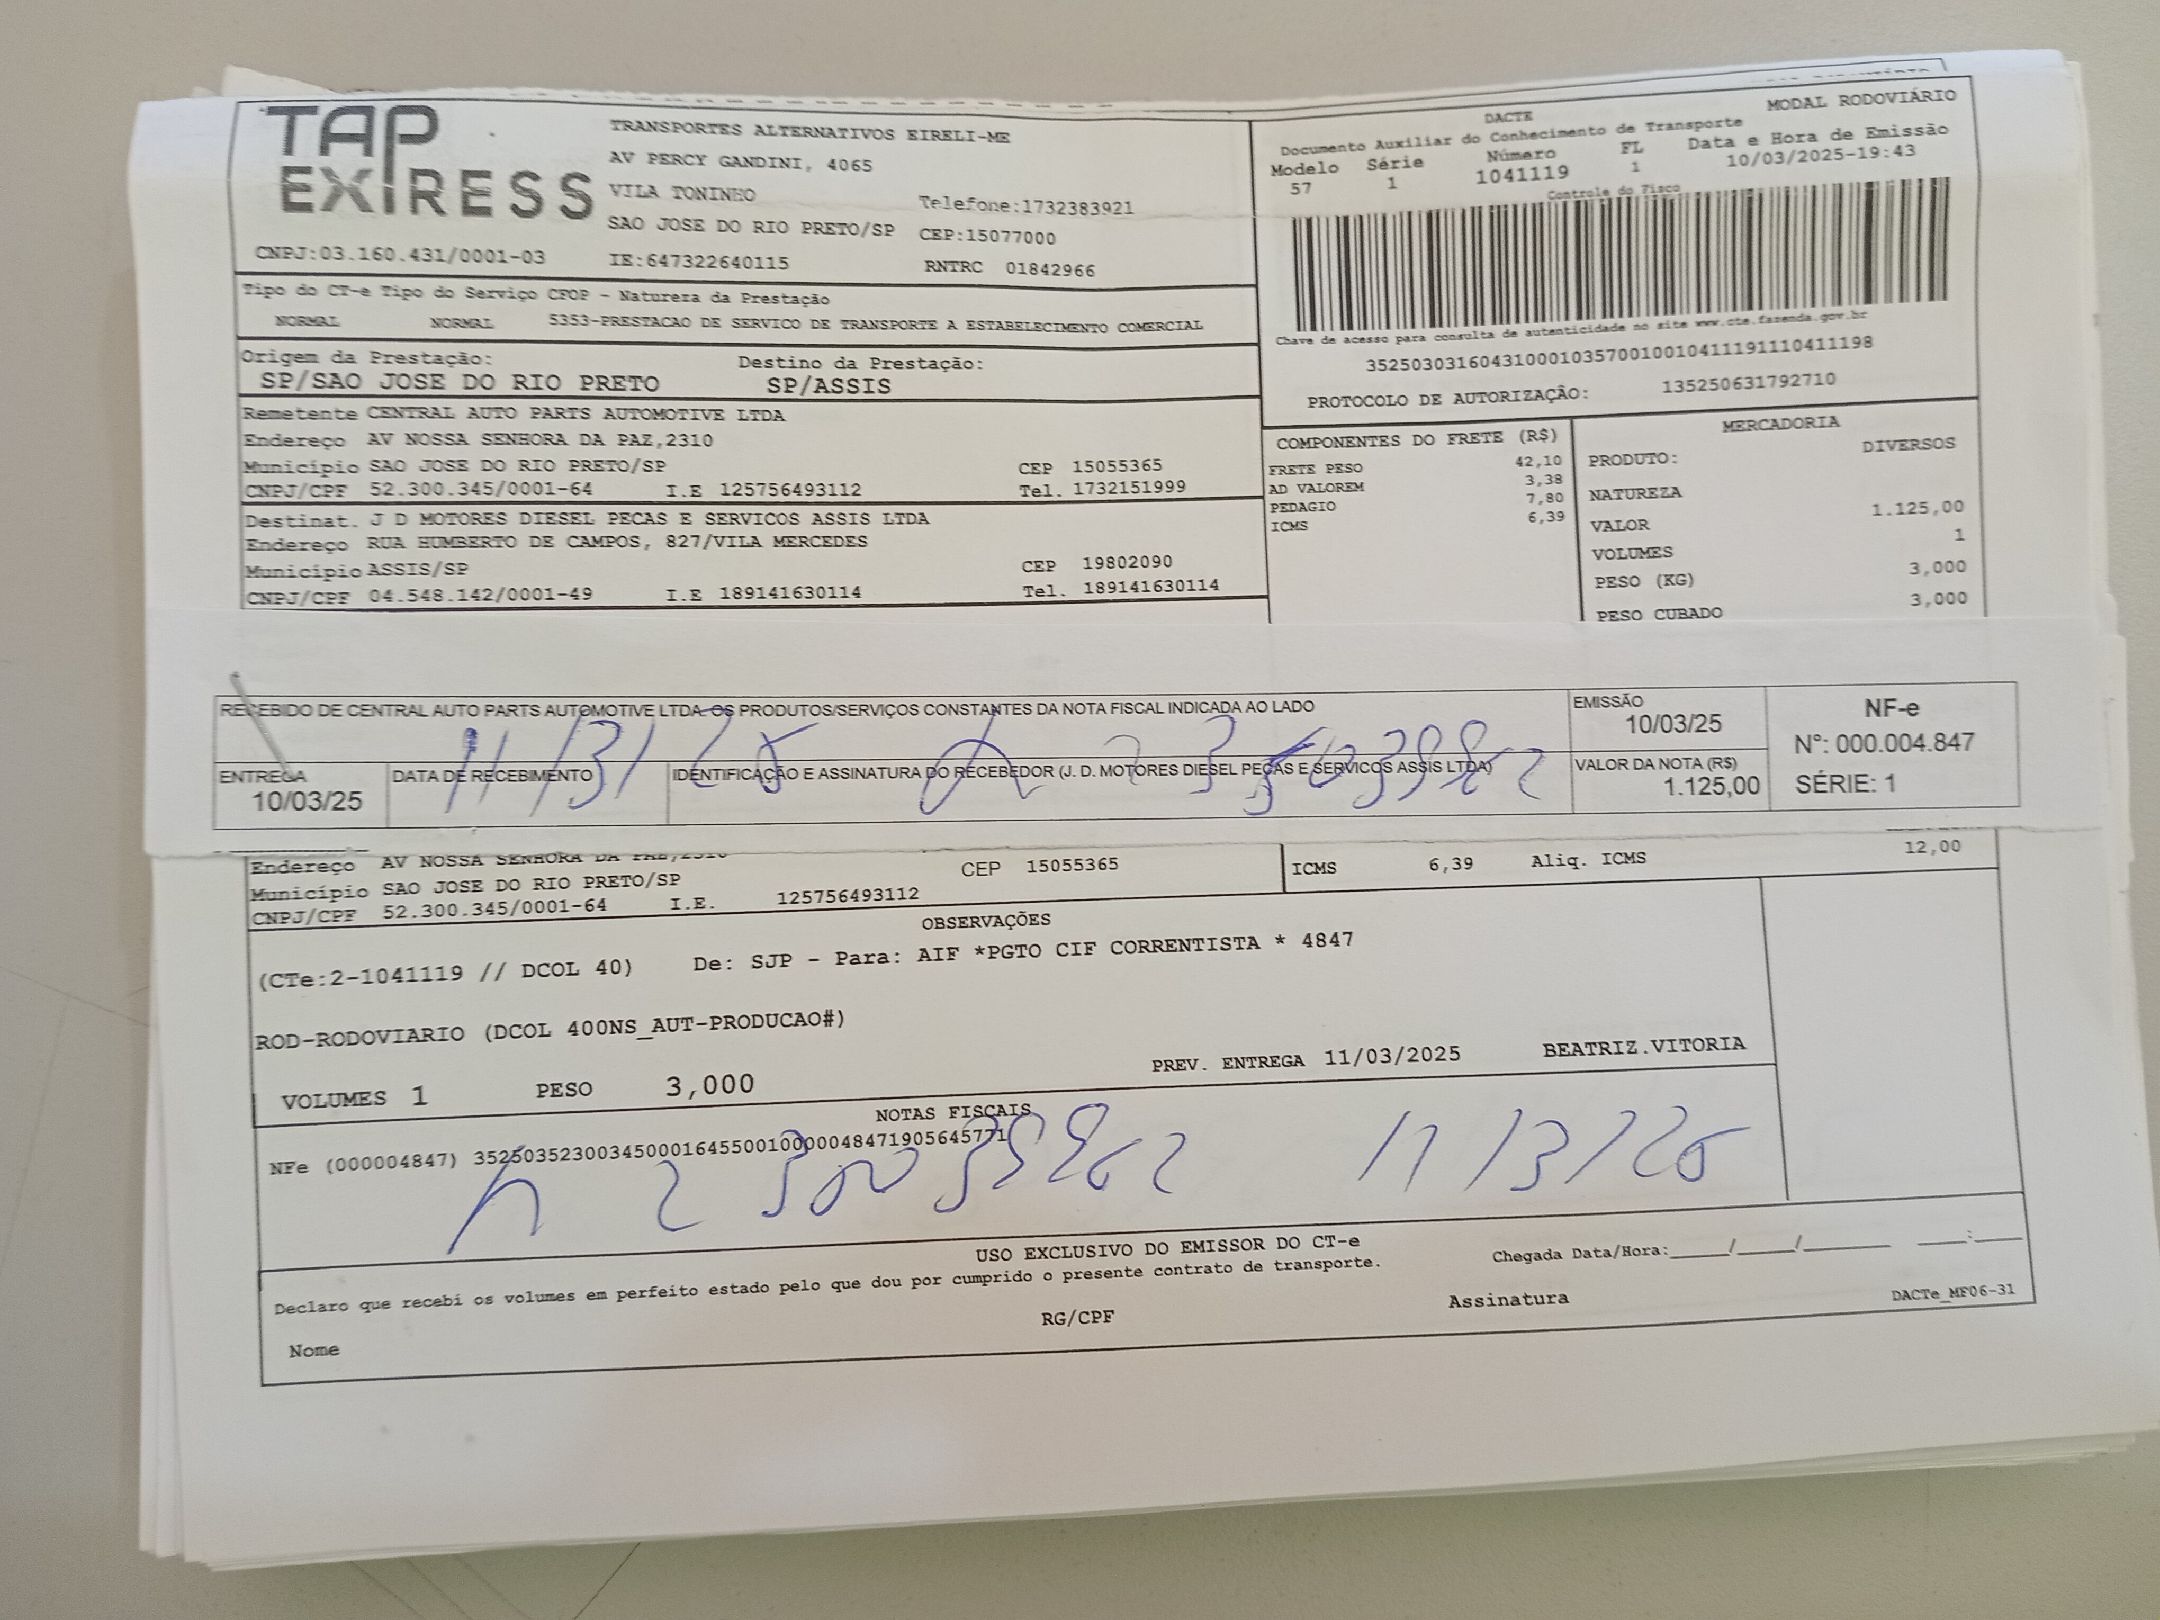 TAP EXPRESS
TRANSPORTES ALTERNATIVOS EIRELI-ME
AV PERCY GANDINI, 4065
VILA TONINHO
Telefone:1732383921
SAO JOSE DO RIO PRETO/SP CEP:15077000
CNPJ:03.160.431/0001-03 IE:647322640115 RNTRC 01842966
DACTE MODAL RODOVIÁRIO
Documento Auxiliar do Conhecimento de Transporte
Modelo Série Número FL Data e Hora de Emissão
57 1 1041119 1 10/03/2025-19:43
Controle do Fisco
Chave de acesso para consulta de autenticidade no site www.cte.fazenda.gov.br
35250303160431000103570010010411191110411198
PROTOCOLO DE AUTORIZAÇÃO: 135250631792710
Tipo do CT-e Tipo do Serviço CFOP - Natureza da Prestação
NORMAL NORMAL 5353-PRESTACAO DE SERVICO DE TRANSPORTE A ESTABELECIMENTO COMERCIAL
Origem da Prestação: Destino da Prestação:
SP/SAO JOSE DO RIO PRETO SP/ASSIS
Remetente CENTRAL AUTO PARTS AUTOMOTIVE LTDA
Endereço AV NOSSA SENHORA DA PAZ,2310
Município SAO JOSE DO RIO PRETO/SP CEP 15055365
CNPJ/CPF 52.300.345/0001-64 I.E 125756493112 Tel. 1732151999
Destinat. J D MOTORES DIESEL PECAS E SERVICOS ASSIS LTDA
Endereço RUA HUMBERTO DE CAMPOS, 827/VILA MERCEDES
Município ASSIS/SP CEP 19802090
CNPJ/CPF 04.548.142/0001-49 I.E 189141630114 Tel. 189141630114
COMPONENTES DO FRETE (R$)
FRETE PESO 42,10
AD VALOREM 3,38
PEDAGIO 7,80
ICMS 6,39
MERCADORIA
PRODUTO: DIVERSOS
NATUREZA
VALOR 1.125,00
VOLUMES 1
PESO (KG) 3,000
PESO CUBADO 3,000
RECEBIDO DE CENTRAL AUTO PARTS AUTOMOTIVE LTDA. OS PRODUTOS/SERVIÇOS CONSTANTES DA NOTA FISCAL INDICADA AO LADO
EMISSÃO
10/03/25
NF-e
Nº: 000.004.847
SÉRIE: 1
ENTREGA
10/03/25
DATA DE RECEBIMENTO
11/3/25
IDENTIFICAÇÃO E ASSINATURA DO RECEBEDOR (J. D. MOTORES DIESEL PEÇAS E SERVICOS ASSIS LTDA)
VALOR DA NOTA (R$)
1.125,00
Endereço AV NOSSA SENHORA DA PAZ,2310 CEP 15055365
Município SAO JOSE DO RIO PRETO/SP
CNPJ/CPF 52.300.345/0001-64 I.E. 125756493112
ICMS 6,39 Aliq. ICMS 12,00
OBSERVAÇÕES
(CTe:2-1041119 // DCOL 40) De: SJP - Para: AIF *PGTO CIF CORRENTISTA * 4847
ROD-RODOVIARIO (DCOL 400NS_AUT-PRODUCAO#)
PREV. ENTREGA 11/03/2025 BEATRIZ.VITORIA
VOLUMES 1 PESO 3,000
NOTAS FISCAIS
NFe (000004847) 35250352300345000164550010000048471905645771
11/3/25
USO EXCLUSIVO DO EMISSOR DO CT-e
Declaro que recebi os volumes em perfeito estado pelo que dou por cumprido o presente contrato de transporte.
Chegada Data/Hora:_____/_____/________ ____:____
Nome RG/CPF Assinatura
DACTe_MF06-31